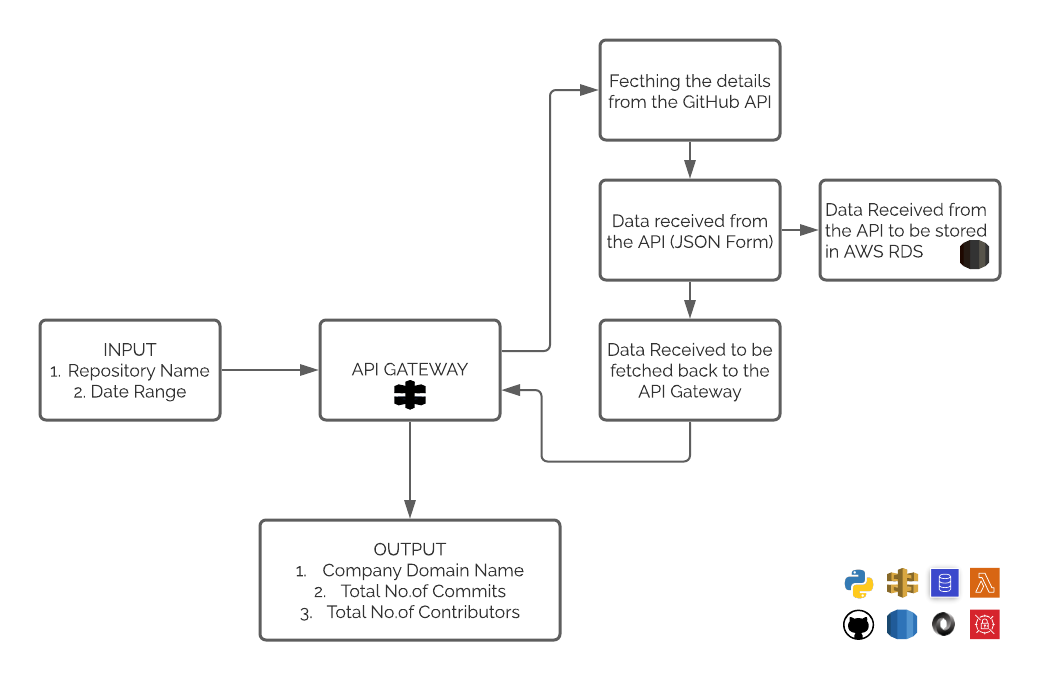 Fecthing the details
from the GitHub API
Data received from
the API (JSON Form)
Data Received from
the API to be stored
in AWS RDS
INPUT
1. Repository Name
2. Date Range
API GATEWAY
Data Received to be
fetched back to the
API Gateway
OUTPUT
1. Company Domain Name
2. Total No.of Commits
3. Total No.of Contributors